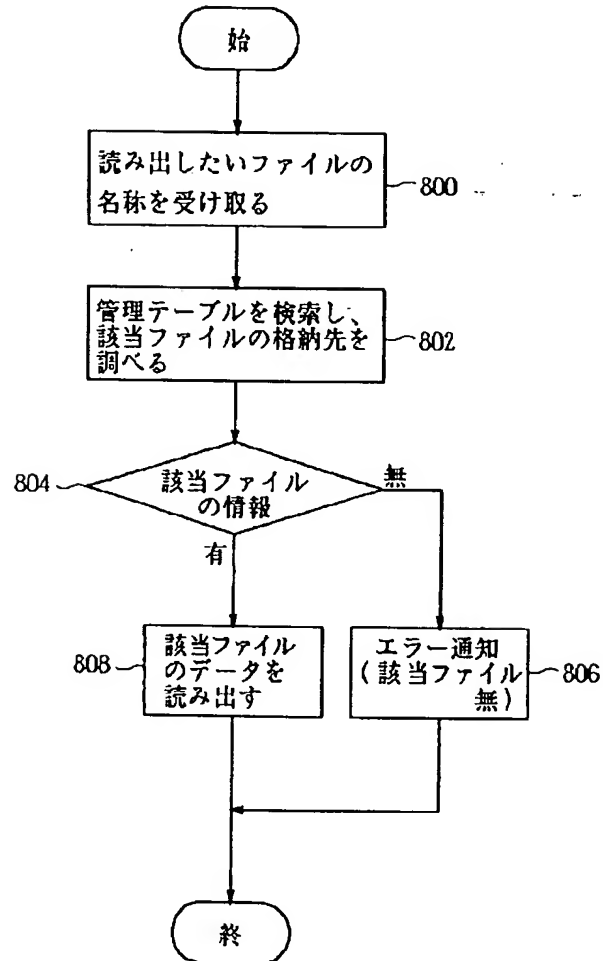 始
読み出したいファイルの
名称を受け取る
800
管理テーブルを検索し、
該当ファイルの格納先を
調べる
802
804
該当ファイル
の情報
無
有
808
該当ファイル
のデータを
読み出す
エラー通知
(該当ファイル
無)
806
終